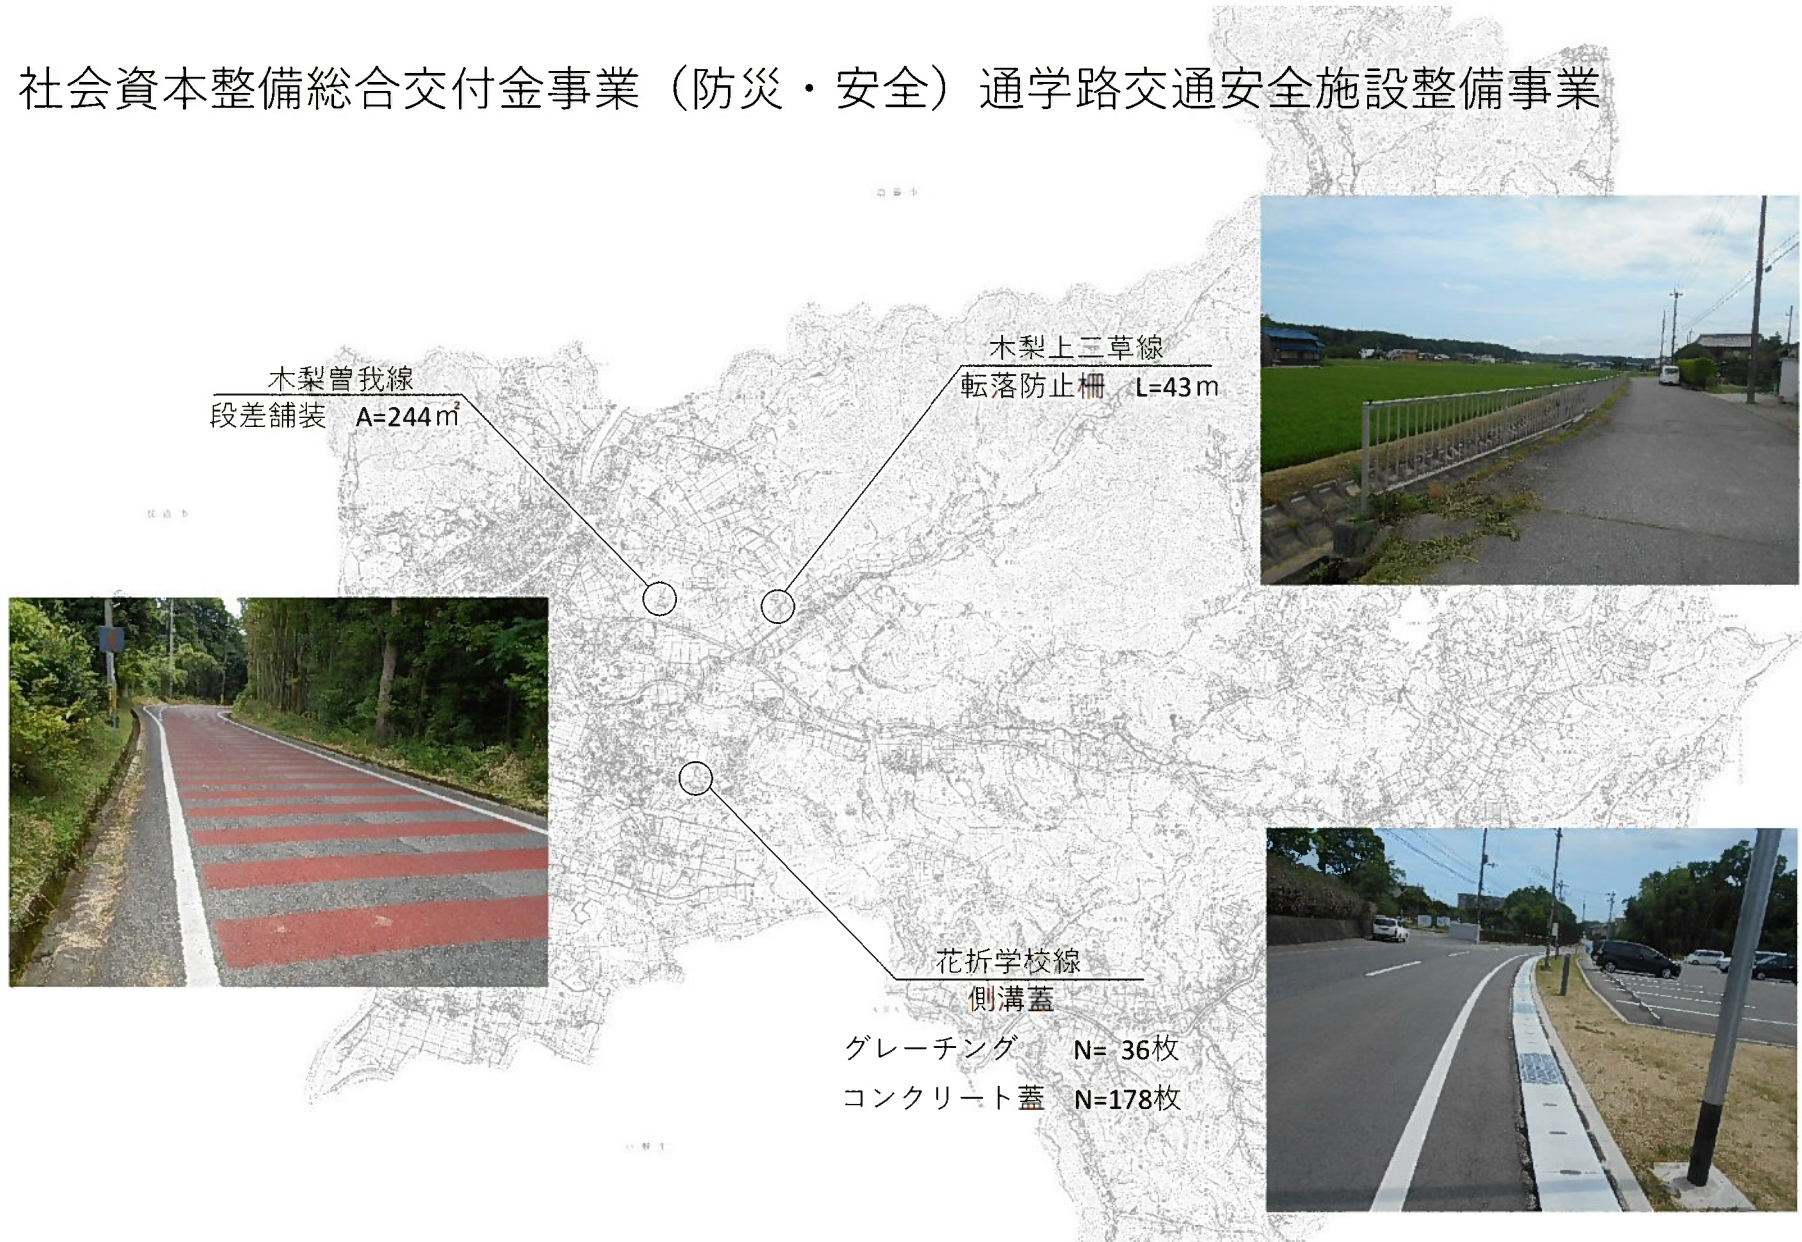 社会資本整備総合交付金事業（防災・安全）通学路交通安全施設整備事業
木梨上三草線
転落防止柵　L=43ｍ
木梨曽我線
段差舗装　A=244㎡
花折学校線
側溝蓋
グレーチング　N= 36枚
コンクリート蓋　N=178枚